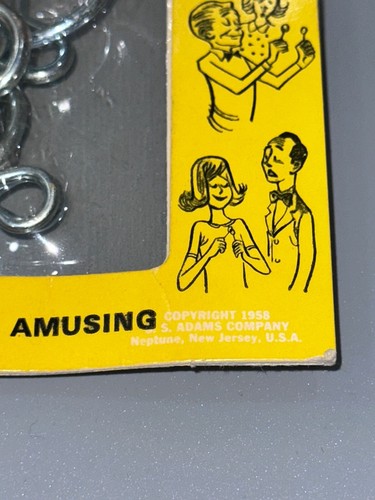 AMUSING
COPYRIGHT 1958
S. ADAMS COMPANY
Neptune, New Jersey, U.S.A.